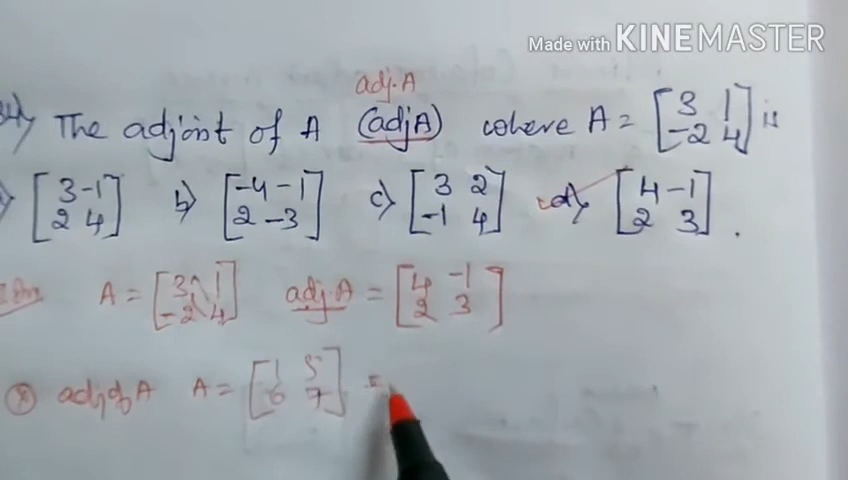 Made with KINEMASTER
adj.A
The adjoint of A (adjA) where A = [3 1; -2 4] is
[3 -1; 2 4] b) [-4 -1; 2 -3] c) [3 2; -1 4] d) [4 -1; 2 3].
A = [3 1; -2 4] adj.A = [4 -1; 2 3]
adj of A A = [1 5; 6 7] =